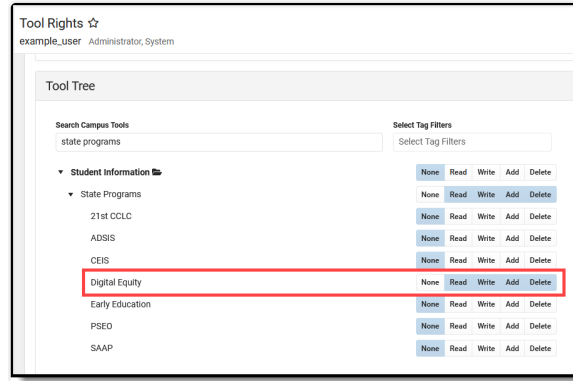 Tool Rights ☆
example_user Administrator, System
Tool Tree
Search Campus Tools Select Tag Filters
state programs Select Tag Filters
Student Information None Read Write Add Delete
State Programs None Read Write Add Delete
21st CCLC None Read Write Add Delete
ADSIS None Read Write Add Delete
CEIS None Read Write Add Delete
Digital Equity None Read Write Add Delete
Early Education None Read Write Add Delete
PSEO None Read Write Add Delete
SAAP None Read Write Add Delete